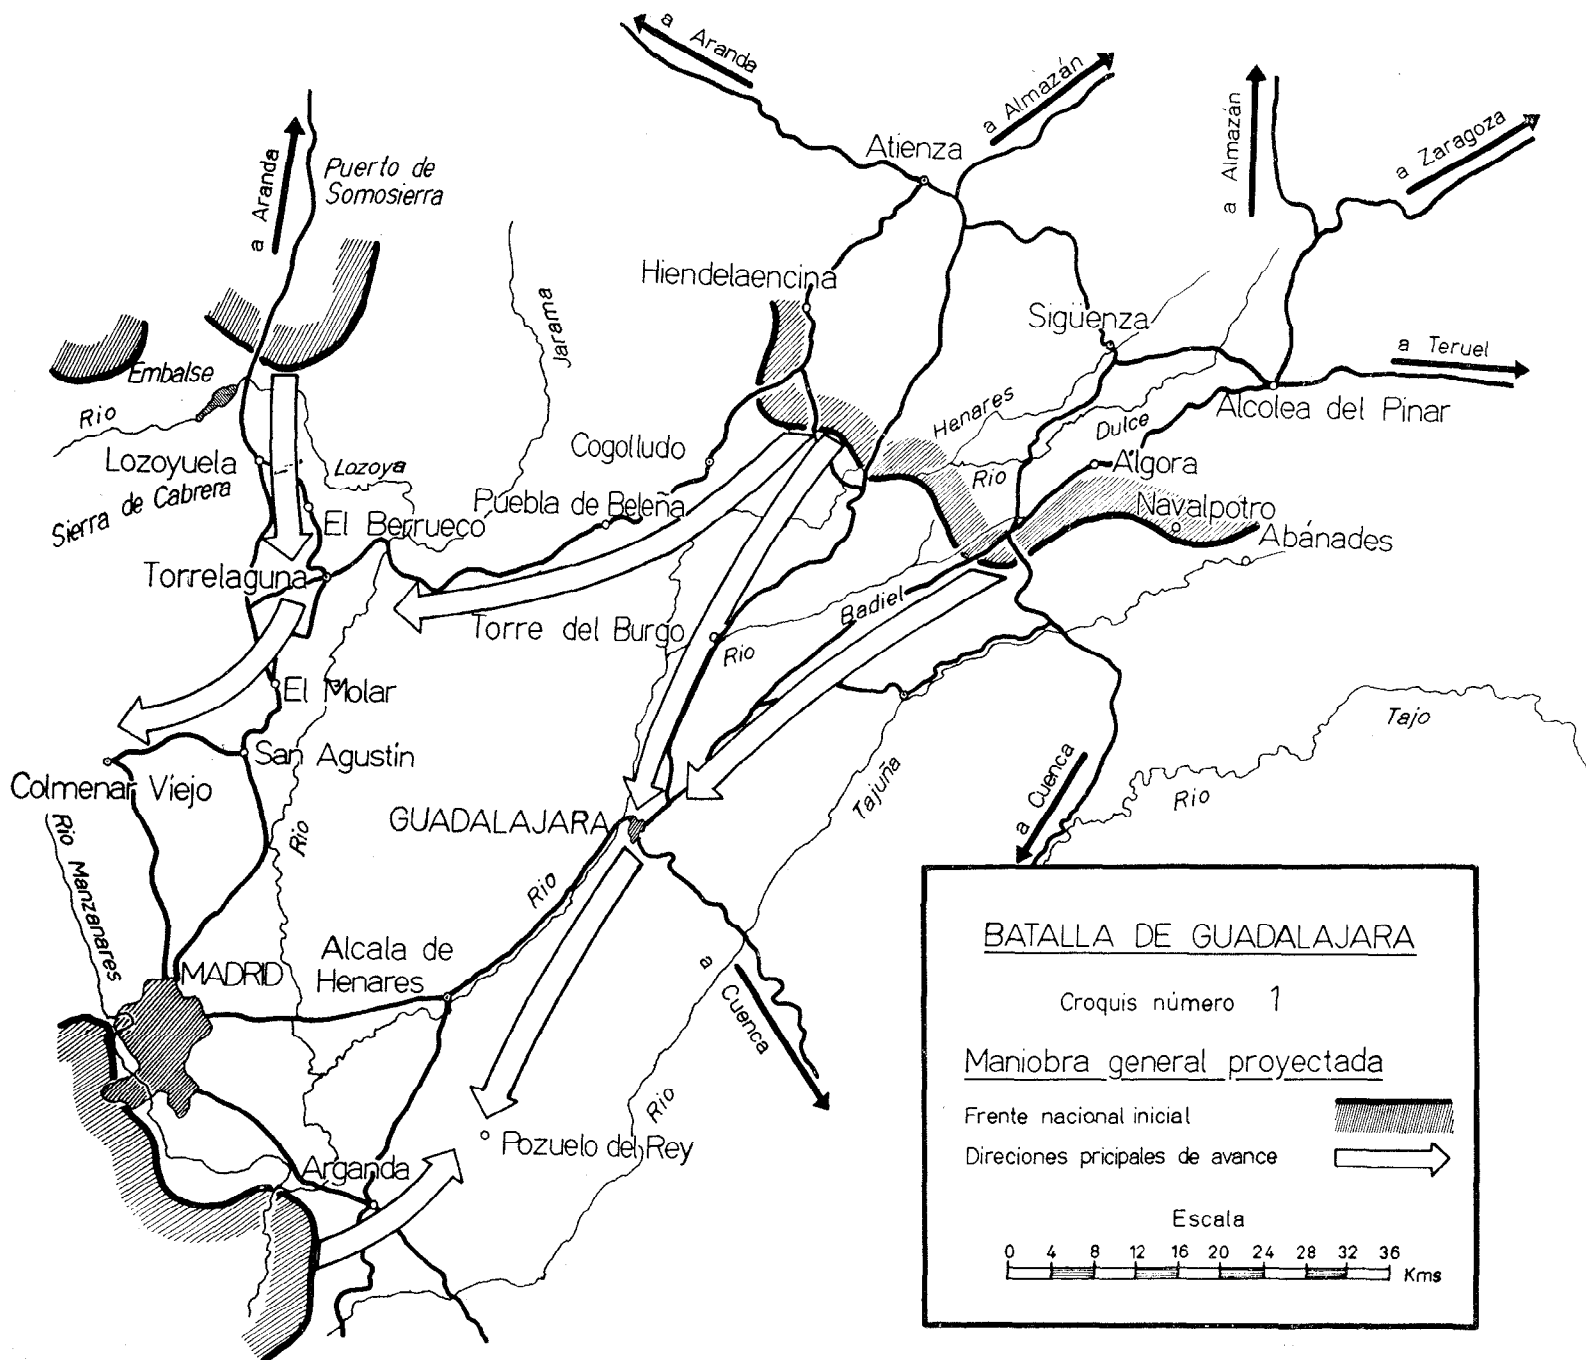 a Aranda
a Almazán
a Almazán
a Zaragoza
Atienza
a Aranda
Puerto de
Somosierra
Hiendelaencina
Jarama
Sigüenza
a Teruel
Embalse
Rio
Henares
Dulce
Alcolea del Pinar
Lozoyuela
Lozoya
Cogolludo
Rio
Algora
Sierra de Cabrera
El Berrueco
Puebla de Beleña
Navalpotro
Abánades
Torrelaguna
Torre del Burgo
Rio
Badiel
El Molar
San Agustín
Colmenar Viejo
Tajo
Rio
Tajuña
a Cuenca
GUADALAJARA
Rio
Rio Manzanares
Rio
Alcala de
Henares
MADRID
a Cuenca
Rio
Pozuelo del Rey
Arganda
BATALLA DE GUADALAJARA
Croquis número 1
Maniobra general proyectada
Frente nacional inicial
Direciones pricipales de avance
Escala
0 4 8 12 16 20 24 28 32 36
Kms